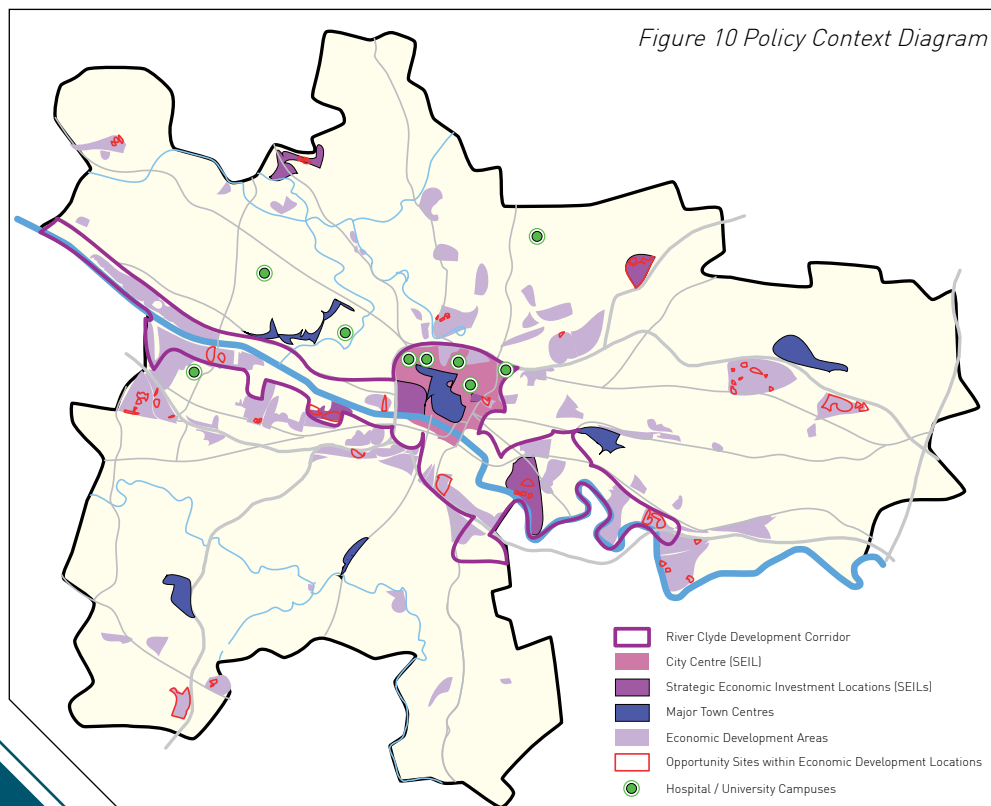 Figure 10 Policy Context Diagram
River Clyde Development Corridor
City Centre (SEIL)
Strategic Economic Investment Locations (SEILs)
Major Town Centres
Economic Development Areas
Opportunity Sites within Economic Development Locations
Hospital / University Campuses